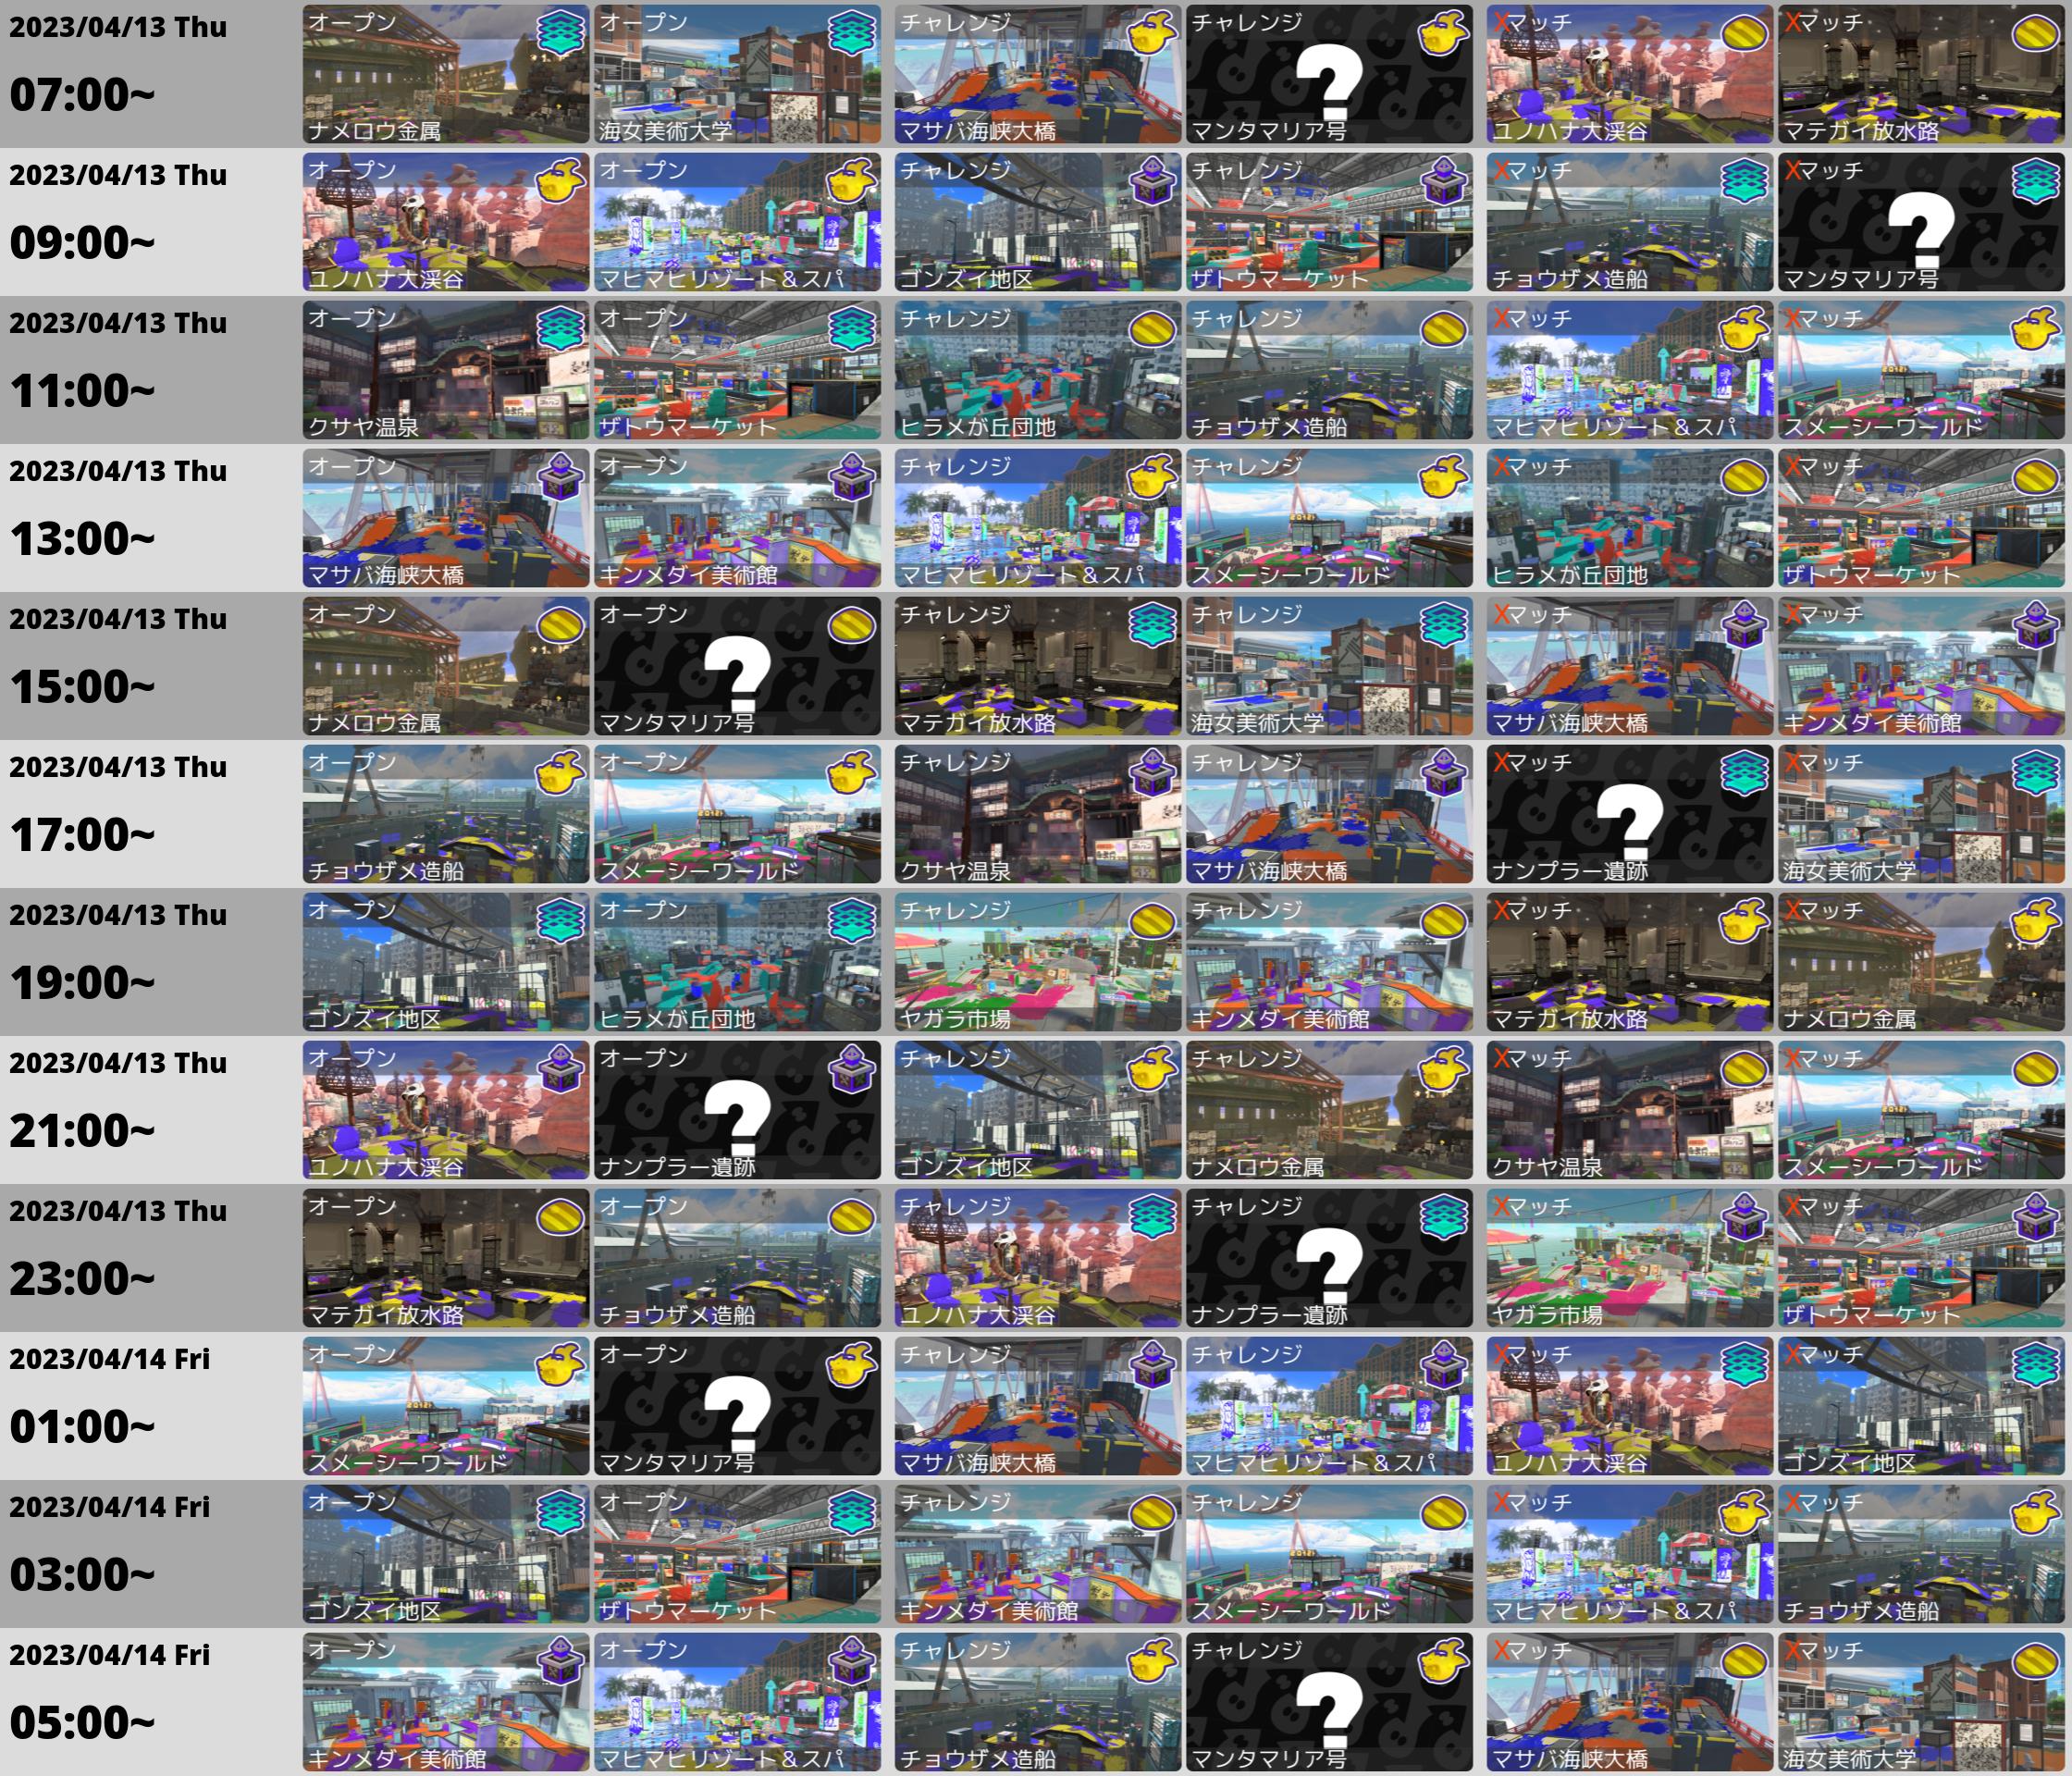 2023/04/13 Thu
07:00~
オープン オープン チャレンジ チャレンジ Xマッチ Xマッチ
ナメロウ金属 海女美術大学 マサバ海峡大橋 マンタマリア号 ユノハナ大渓谷 マテガイ放水路
2023/04/13 Thu
09:00~
オープン オープン チャレンジ チャレンジ Xマッチ Xマッチ
ユノハナ大渓谷 マヒマヒリゾート＆スパ ゴンズイ地区 ザトウマーケット チョウザメ造船 マンタマリア号
2023/04/13 Thu
11:00~
オープン オープン チャレンジ チャレンジ Xマッチ Xマッチ
クサヤ温泉 ザトウマーケット ヒラメが丘団地 チョウザメ造船 マヒマヒリゾート＆スパ スメーシーワールド
2023/04/13 Thu
13:00~
オープン オープン チャレンジ チャレンジ Xマッチ Xマッチ
マサバ海峡大橋 キンメダイ美術館 マヒマヒリゾート＆スパ スメーシーワールド ヒラメが丘団地 ザトウマーケット
2023/04/13 Thu
15:00~
オープン オープン チャレンジ チャレンジ Xマッチ Xマッチ
ナメロウ金属 マンタマリア号 マテガイ放水路 海女美術大学 マサバ海峡大橋 キンメダイ美術館
2023/04/13 Thu
17:00~
オープン オープン チャレンジ チャレンジ Xマッチ Xマッチ
チョウザメ造船 スメーシーワールド クサヤ温泉 マサバ海峡大橋 ナンプラー遺跡 海女美術大学
2023/04/13 Thu
19:00~
オープン オープン チャレンジ チャレンジ Xマッチ Xマッチ
ゴンズイ地区 ヒラメが丘団地 ヤガラ市場 キンメダイ美術館 マテガイ放水路 ナメロウ金属
2023/04/13 Thu
21:00~
オープン オープン チャレンジ チャレンジ Xマッチ Xマッチ
ユノハナ大渓谷 ナンプラー遺跡 ゴンズイ地区 ナメロウ金属 クサヤ温泉 スメーシーワールド
2023/04/13 Thu
23:00~
オープン オープン チャレンジ チャレンジ Xマッチ Xマッチ
マテガイ放水路 チョウザメ造船 ユノハナ大渓谷 ナンプラー遺跡 ヤガラ市場 ザトウマーケット
2023/04/14 Fri
01:00~
オープン オープン チャレンジ チャレンジ Xマッチ Xマッチ
スメーシーワールド マンタマリア号 マサバ海峡大橋 マヒマヒリゾート＆スパ ユノハナ大渓谷 ゴンズイ地区
2023/04/14 Fri
03:00~
オープン オープン チャレンジ チャレンジ Xマッチ Xマッチ
ゴンズイ地区 ザトウマーケット キンメダイ美術館 スメーシーワールド マヒマヒリゾート＆スパ チョウザメ造船
2023/04/14 Fri
05:00~
オープン オープン チャレンジ チャレンジ Xマッチ Xマッチ
キンメダイ美術館 マヒマヒリゾート＆スパ チョウザメ造船 マンタマリア号 マサバ海峡大橋 海女美術大学